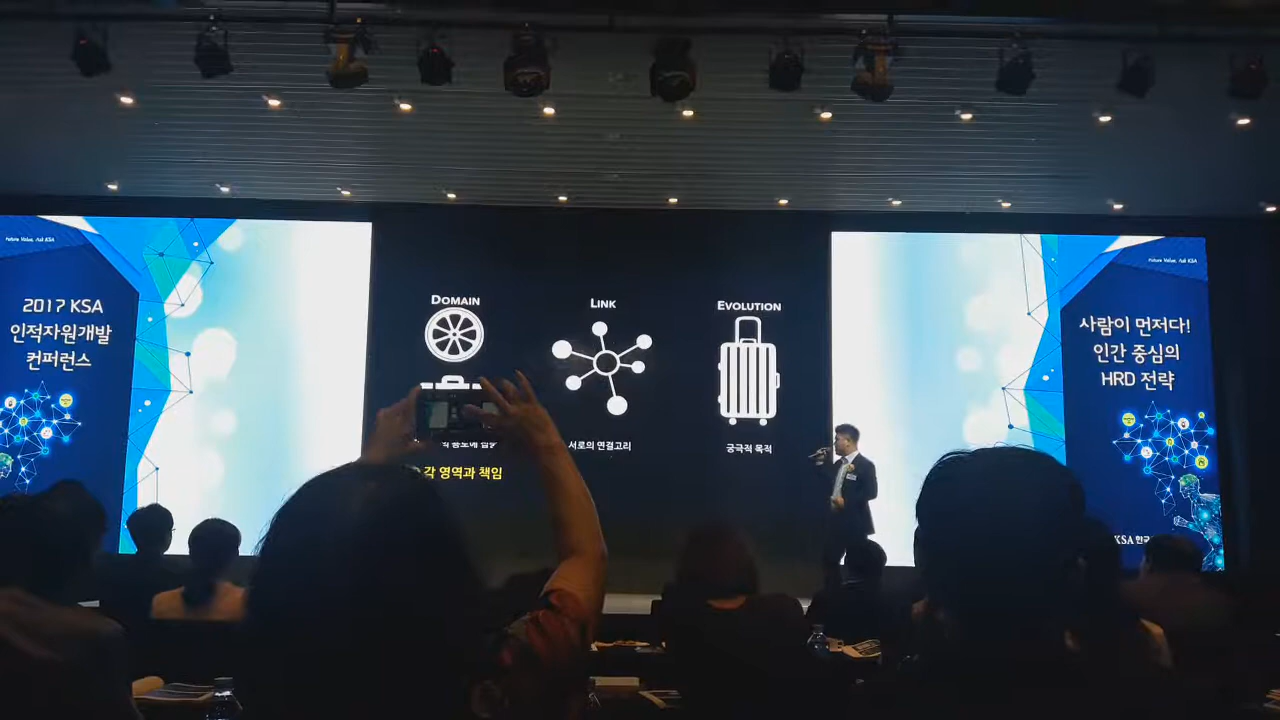 Future Value, Ask KSA
2017 KSA
인적자원개발
컨퍼런스
DOMAIN
LINK
EVOLUTION
서로의 연결고리
궁극적 목적
각 영역과 책임
Future Value, Ask KSA
사람이 먼저다!
인간 중심의
HRD 전략
KSA 한국